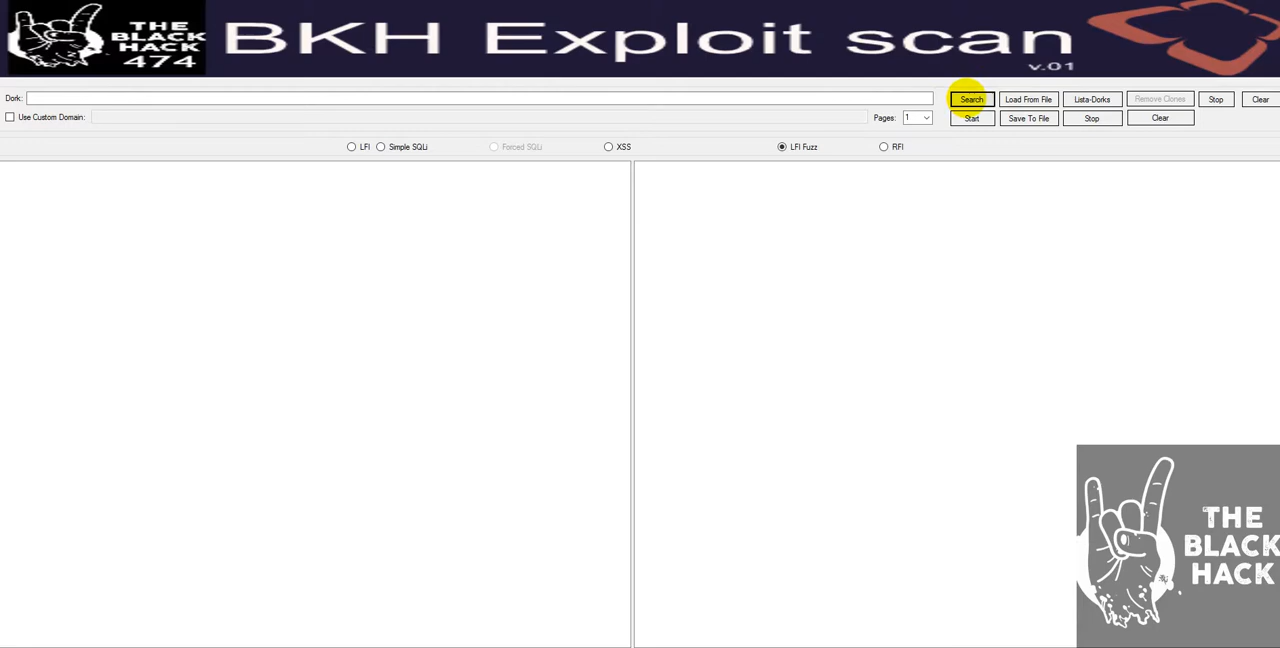 THE
BLACK
HACK
474
BKH Exploit scan
v.01
Dork:
Search
Load From File
Lista-Dorks
Remove Clones
Stop
Clear
Use Custom Domain:
Pages:
1
Start
Save To File
Stop
Clear
LFI
Simple SQLi
Forced SQLi
XSS
LFI Fuzz
RFI
THE
BLACK
HACK